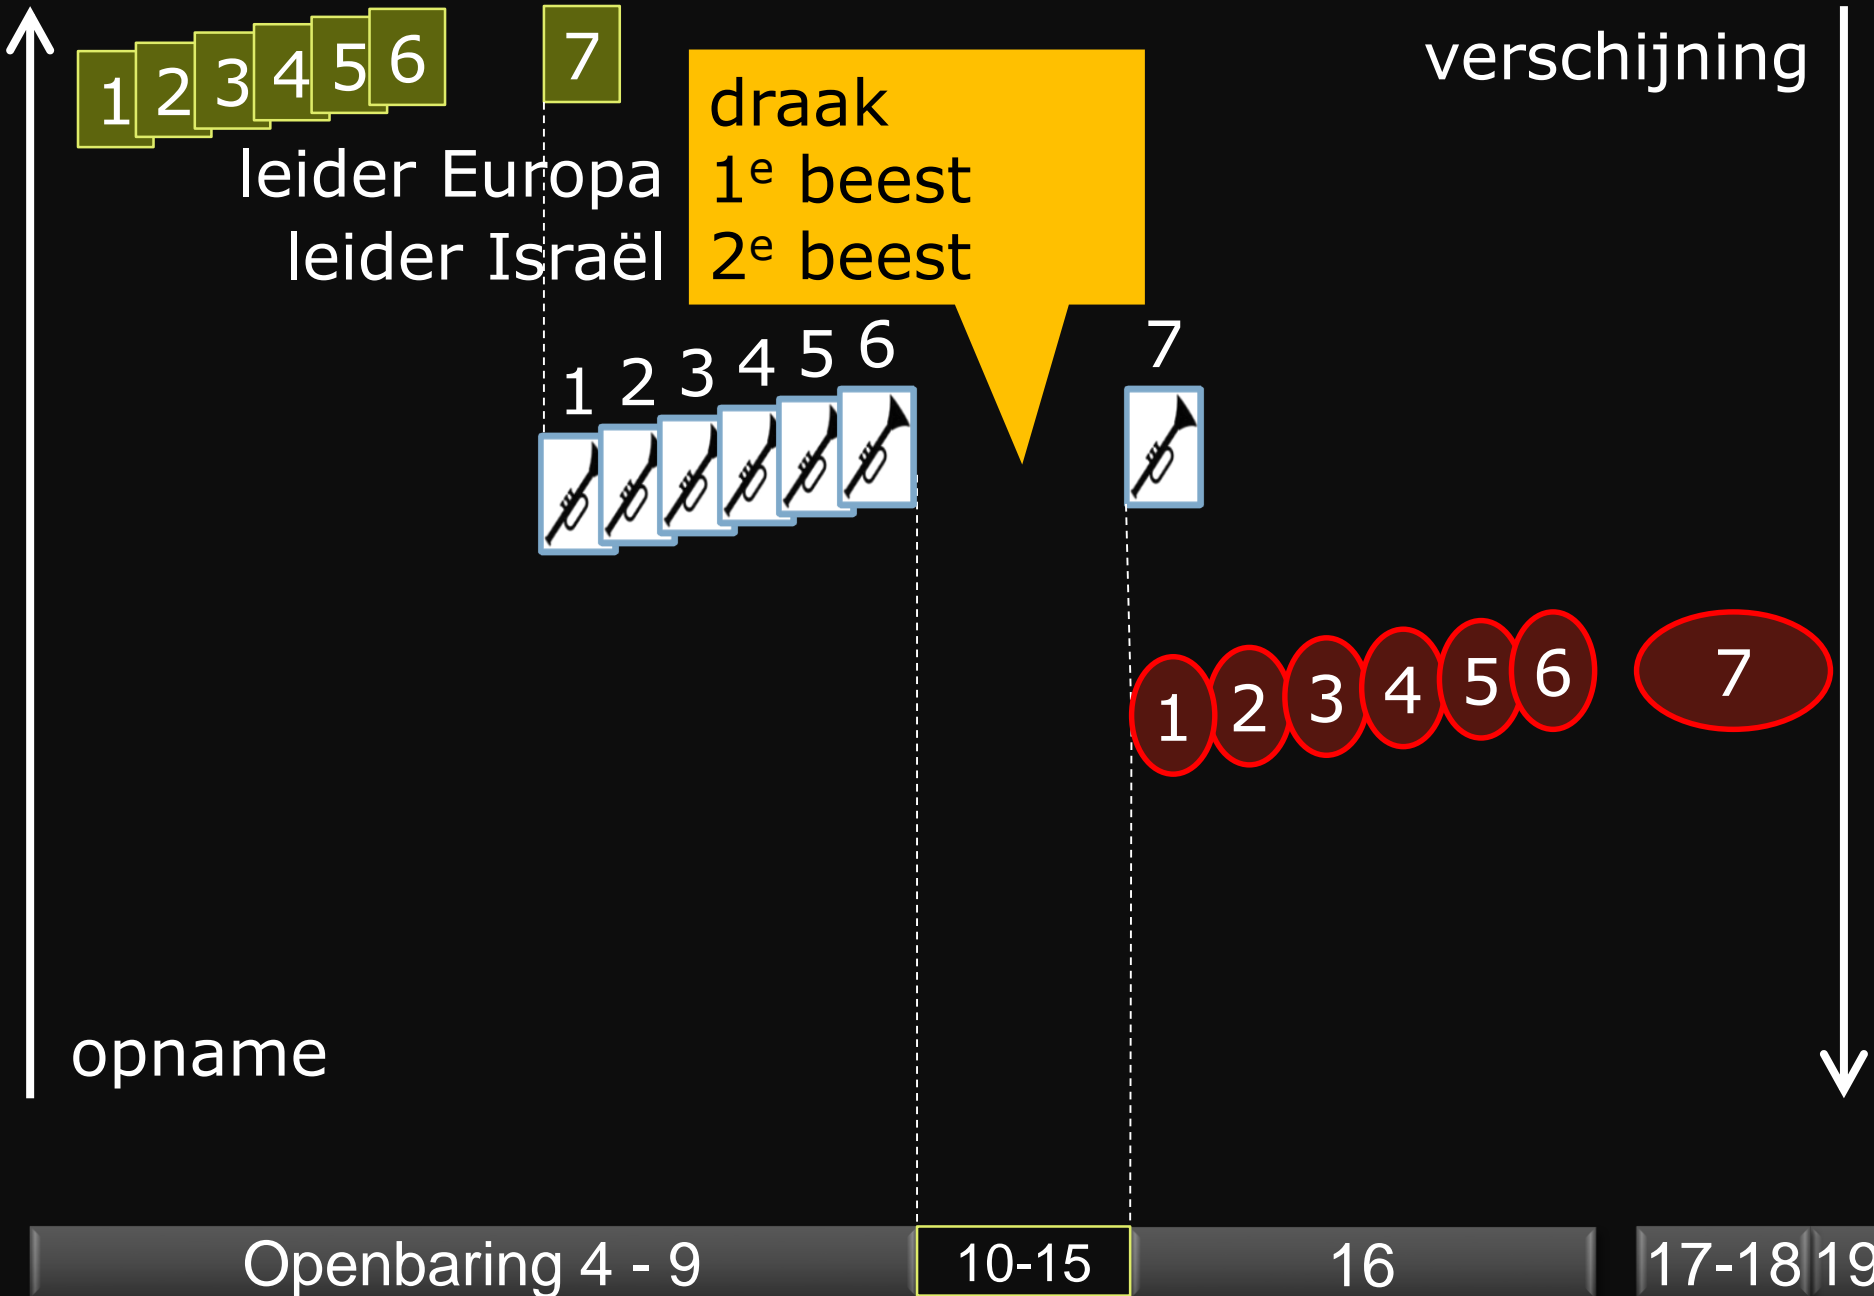 1 2 3 4 5 6 7
verschijning
draak
leider Europa 1e beest
leider Israël 2e beest
1 2 3 4 5 6 7
1 2 3 4 5 6 7
opname
Openbaring 4 - 9 10-15 16 17-18 19